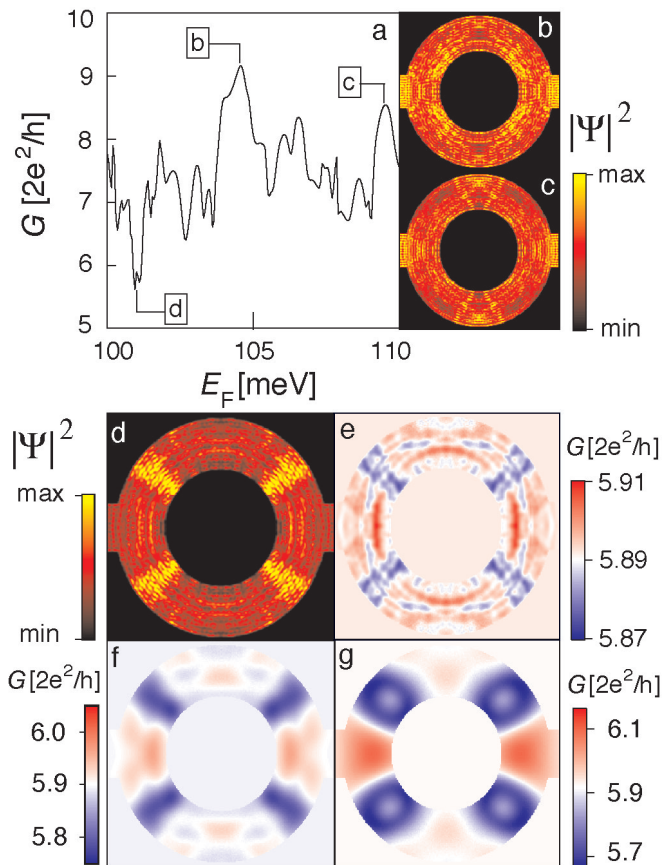 10
9
8
7
6
5
G [2e²/h]
100
105
110
E_F [meV]
a
b
c
d
b
c
|Ψ|²
max
min
|Ψ|²
max
min
d
e
G [2e²/h]
5.91
5.89
5.87
f
g
G [2e²/h]
6.0
5.9
5.8
G [2e²/h]
6.1
5.9
5.7